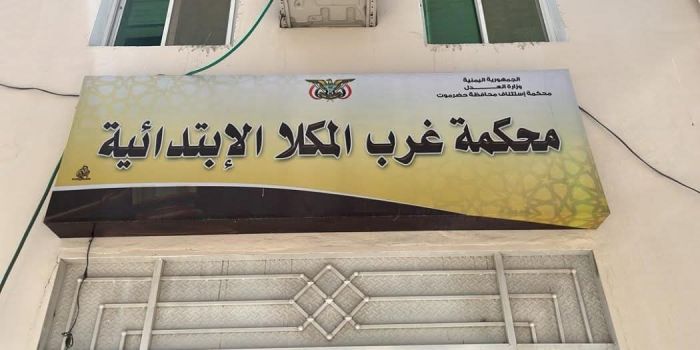 الجمهورية اليمنية
وزارة العدل
محكمة إستئناف محافظة حضرموت
محكمة غرب المكلا الإبتدائية